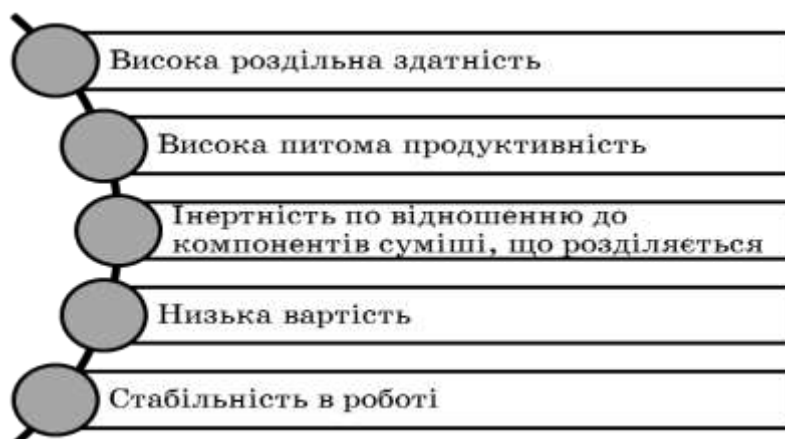 Висока роздільна здатність
Висока питома продуктивність
Інертність по відношенню до
компонентів суміші, що розділяється
Низька вартість
Стабільність в роботі